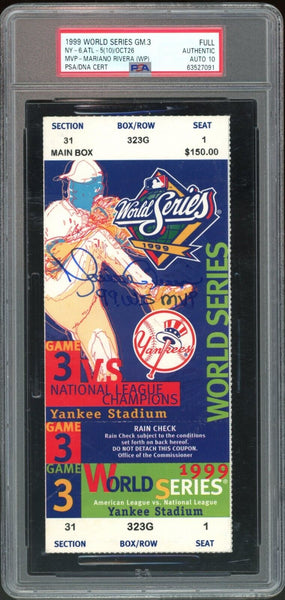 1999 WORLD SERIES GM.3 FULL
NY - 6,ATL - 5(10)/OCT26 AUTHENTIC
MVP - MARIANO RIVERA (WP) AUTO 10
PSA/DNA CERT 63527091
SECTION BOX/ROW SEAT
31 323G 1
MAIN BOX $150.00
World Series
1999
99 WS MVP
Yankees
WORLD SERIES
GAME
3 VS
NATIONAL LEAGUE
CHAMPIONS
Yankee Stadium
GAME
3
RAIN CHECK
Rain Check subject to the conditions
set forth on back hereof.
DO NOT DETACH THIS COUPON.
Office of the Commissioner
GAME
3
1999
WORLD SERIES
American League vs. National League
Yankee Stadium
31 323G 1
SECTION BOX/ROW SEAT